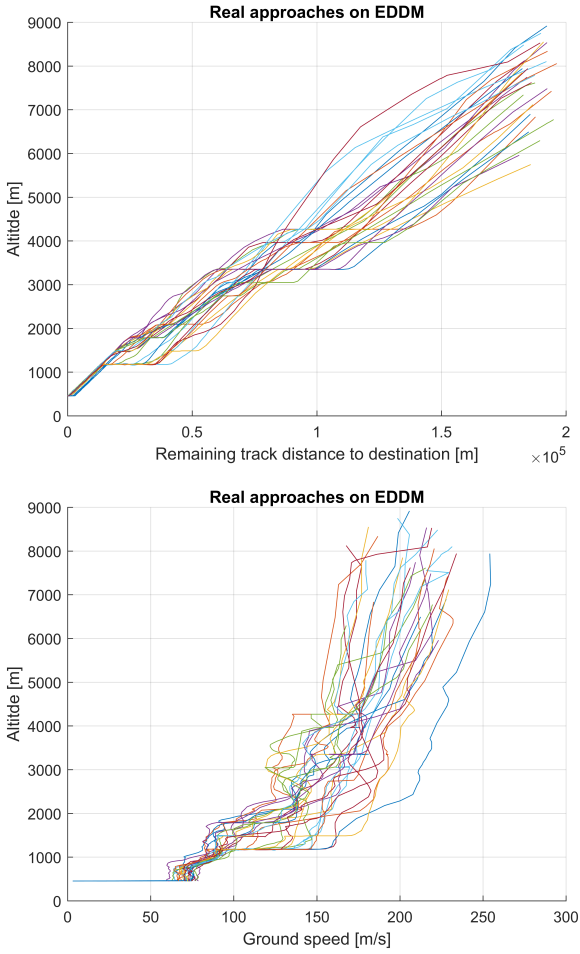 Real approaches on EDDM
9000
8000
7000
6000
5000
4000
3000
2000
1000
0
Altitde [m]
0 0.5 1 1.5 2
Remaining track distance to destination [m]
×10^5
Real approaches on EDDM
9000
8000
7000
6000
5000
4000
3000
2000
1000
0
Altitde [m]
0 50 100 150 200 250 300
Ground speed [m/s]